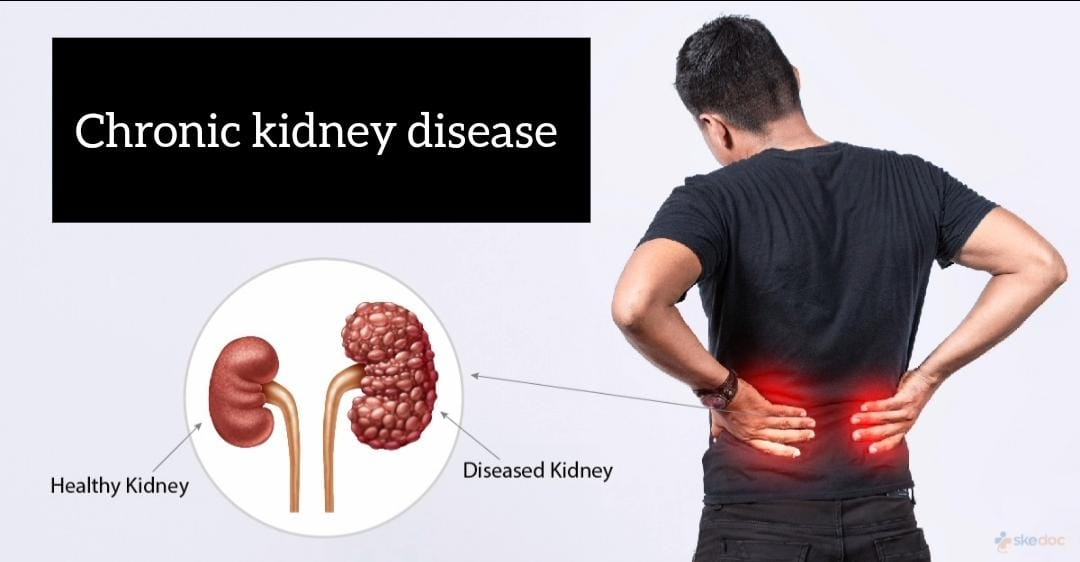 Chronic kidney disease
Healthy Kidney
Diseased Kidney
skedoc